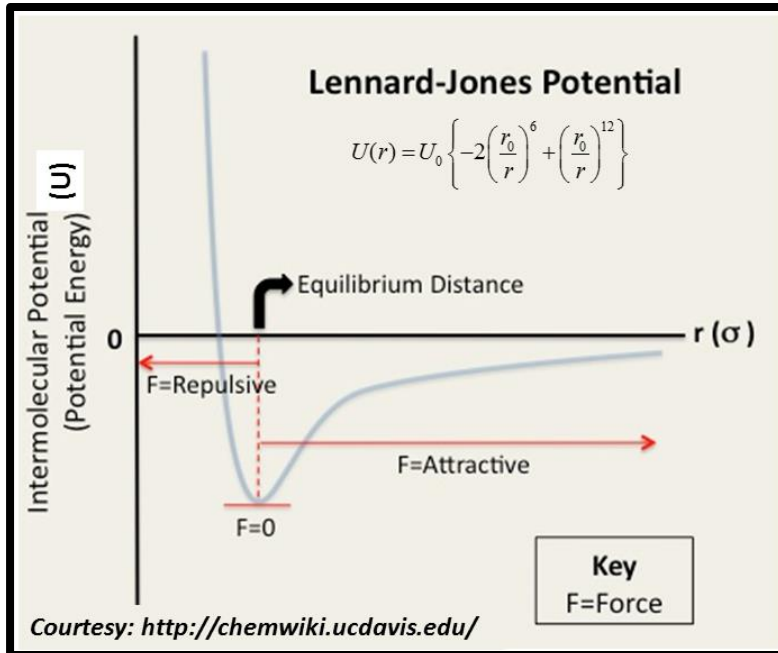 Lennard-Jones Potential
U(r) = U₀ {-2(r₀/r)⁶ + (r₀/r)¹²}
Intermolecular Potential (U)
(Potential Energy)
Equilibrium Distance
0
r (σ)
F=Repulsive
F=Attractive
F=0
Key
F=Force
Courtesy: http://chemwiki.ucdavis.edu/